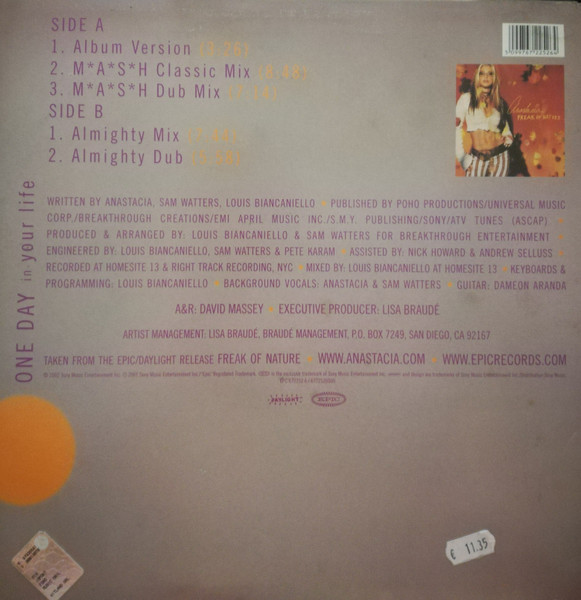 SIDE A
1. Album Version
2. M*A*S*H Classic Mix
3. M*A*S*H Dub Mix
SIDE B
1. Almighty Mix
2. Almighty Dub
ONE DAY in your life
Anastacia
FREAK OF NATURE
WRITTEN BY ANASTACIA, SAM WATTERS, LOUIS BIANCANIELLO PUBLISHED BY POHO PRODUCTIONS/UNIVERSAL MUSIC
CORP./BREAKTHROUGH CREATIONS/EMI APRIL MUSIC INC./S.M.Y. PUBLISHING/SONY/ATV TUNES (ASCAP).
PRODUCED & ARRANGED BY: LOUIS BIANCANIELLO & SAM WATTERS FOR BREAKTHROUGH ENTERTAINMENT
ENGINEERED BY: LOUIS BIANCANIELLO, SAM WATTERS & PETE KARAM ASSISTED BY: NICK HOWARD & ANDREW SELLUSS
RECORDED AT HOMESITE 13 & RIGHT TRACK RECORDING, NYC MIXED BY: LOUIS BIANCANIELLO AT HOMESITE 13 KEYBOARDS &
PROGRAMMING: LOUIS BIANCANIELLO BACKGROUND VOCALS: ANASTACIA & SAM WATTERS GUITAR: DAMEON ARANDA
A&R: DAVID MASSEY EXECUTIVE PRODUCER: LISA BRAUDÉ
ARTIST MANAGEMENT: LISA BRAUDÉ, BRAUDÉ MANAGEMENT, P.O. BOX 7249, SAN DIEGO, CA 92167
TAKEN FROM THE EPIC/DAYLIGHT RELEASE FREAK OF NATURE WWW.ANASTACIA.COM WWW.EPICRECORDS.COM
DAYLIGHT
epic
€ 11.35